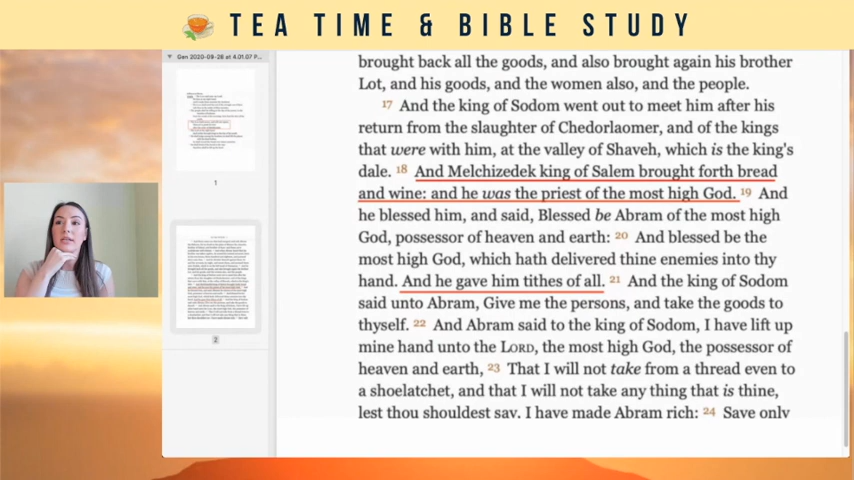 TEA TIME & BIBLE STUDY
Gen 2020-09-28 at 4.01.07 P...
brought back all the goods, and also brought again his brother
Lot, and his goods, and the women also, and the people.
17 And the king of Sodom went out to meet him after his
return from the slaughter of Chedorlaomer, and of the kings
that were with him, at the valley of Shaveh, which is the king's
dale. 18 And Melchizedek king of Salem brought forth bread
and wine: and he was the priest of the most high God. 19 And
he blessed him, and said, Blessed be Abram of the most high
God, possessor of heaven and earth: 20 And blessed be the
most high God, which hath delivered thine enemies into thy
hand. And he gave him tithes of all. 21 And the king of Sodom
said unto Abram, Give me the persons, and take the goods to
thyself. 22 And Abram said to the king of Sodom, I have lift up
mine hand unto the LORD, the most high God, the possessor of
heaven and earth, 23 That I will not take from a thread even to
a shoelatchet, and that I will not take any thing that is thine,
lest thou shouldest say, I have made Abram rich: 24 Save only
1
2